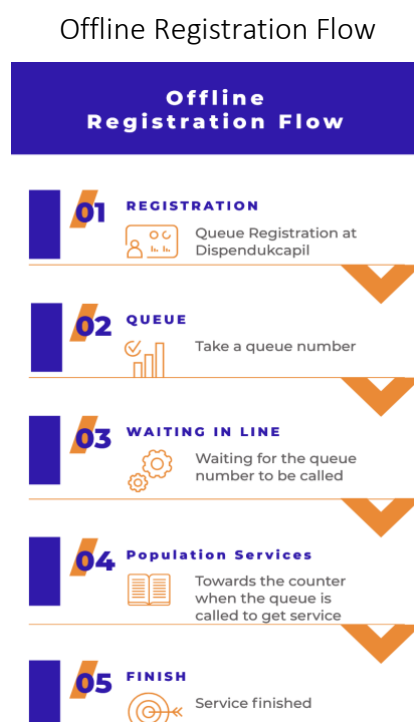 Offline Registration Flow
Offline
Registration Flow
01
REGISTRATION
Queue Registration at
Dispendukcapil
02
QUEUE
Take a queue number
03
WAITING IN LINE
Waiting for the queue
number to be called
04
Population Services
Towards the counter
when the queue is
called to get service
05
FINISH
Service finished